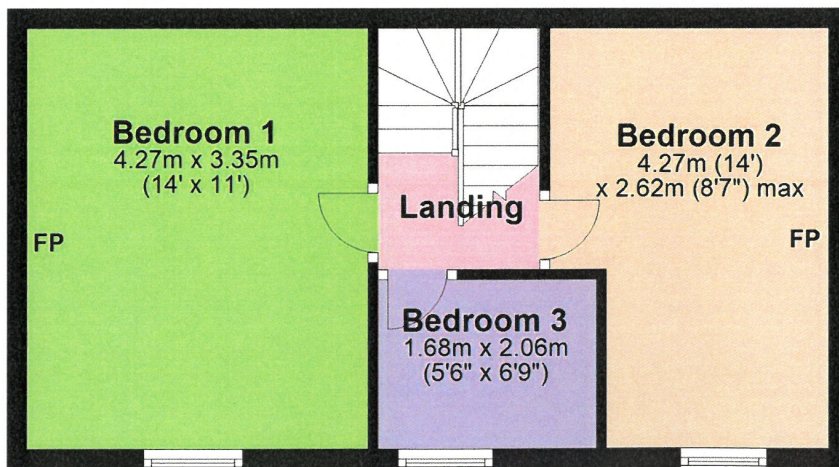 Bedroom 1
4.27m x 3.35m
(14' x 11')
FP
Landing
Bedroom 2
4.27m (14')
x 2.62m (8'7") max
FP
Bedroom 3
1.68m x 2.06m
(5'6" x 6'9")